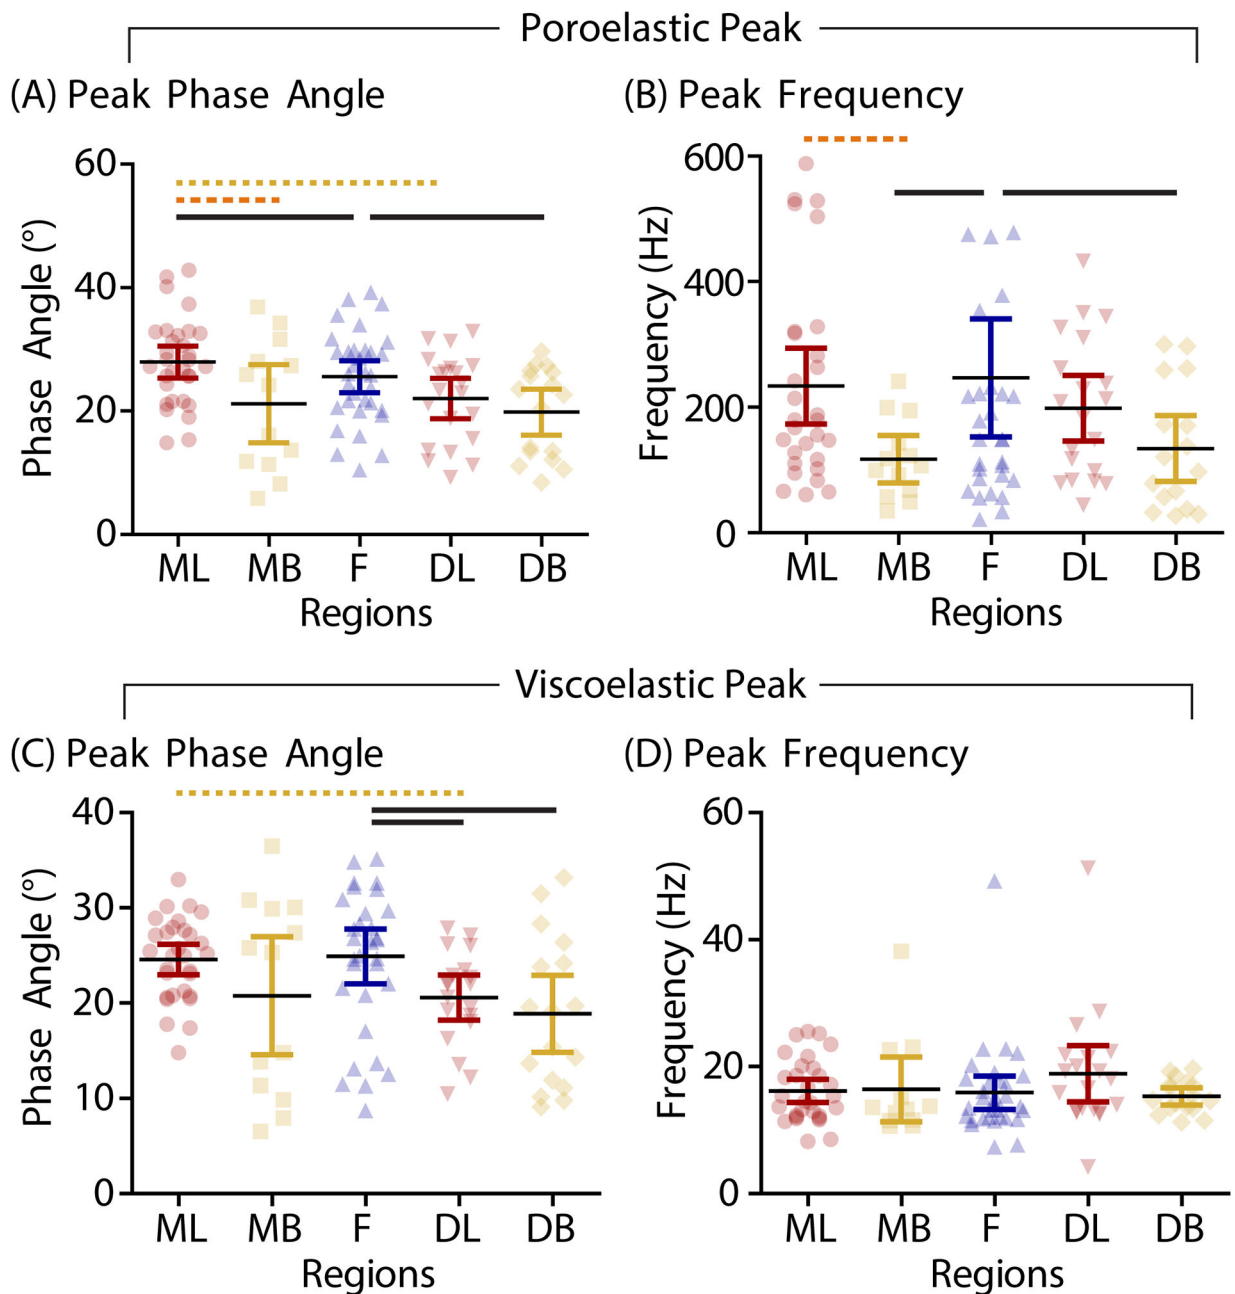 Poroelastic Peak
(A) Peak Phase Angle
Phase Angle (°)
60
40
20
0
ML MB F DL DB
Regions
(B) Peak Frequency
Frequency (Hz)
600
400
200
0
ML MB F DL DB
Regions
Viscoelastic Peak
(C) Peak Phase Angle
Phase Angle (°)
40
30
20
10
0
ML MB F DL DB
Regions
(D) Peak Frequency
Frequency (Hz)
60
40
20
0
ML MB F DL DB
Regions